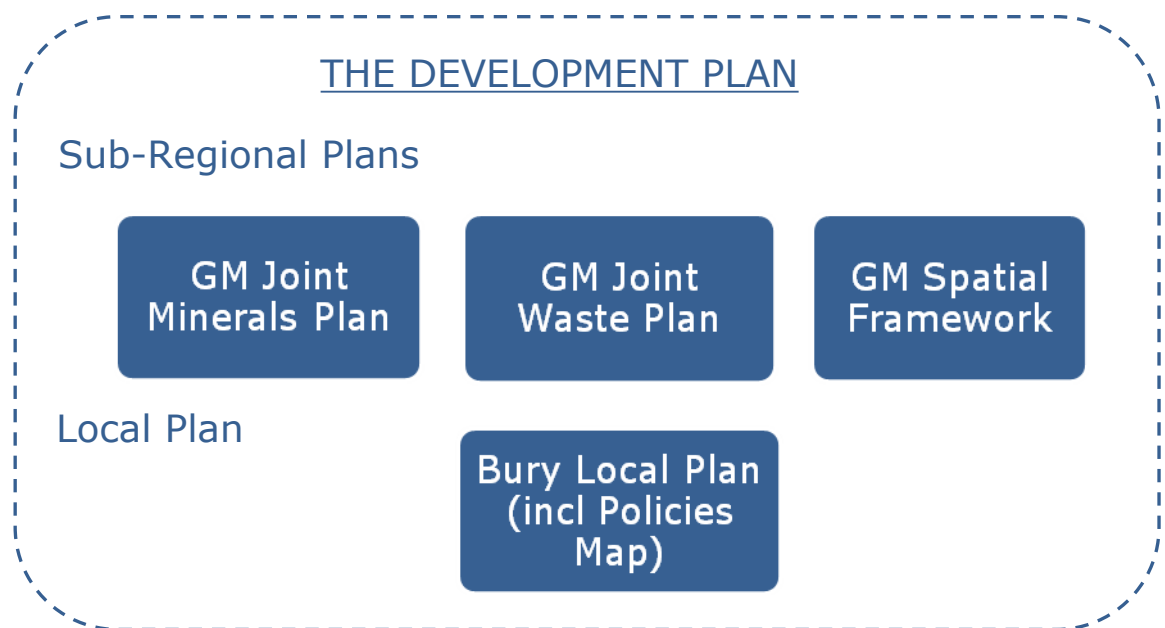 THE DEVELOPMENT PLAN
Sub-Regional Plans
GM Joint
Minerals Plan
GM Joint
Waste Plan
GM Spatial
Framework
Local Plan
Bury Local Plan
(incl Policies
Map)